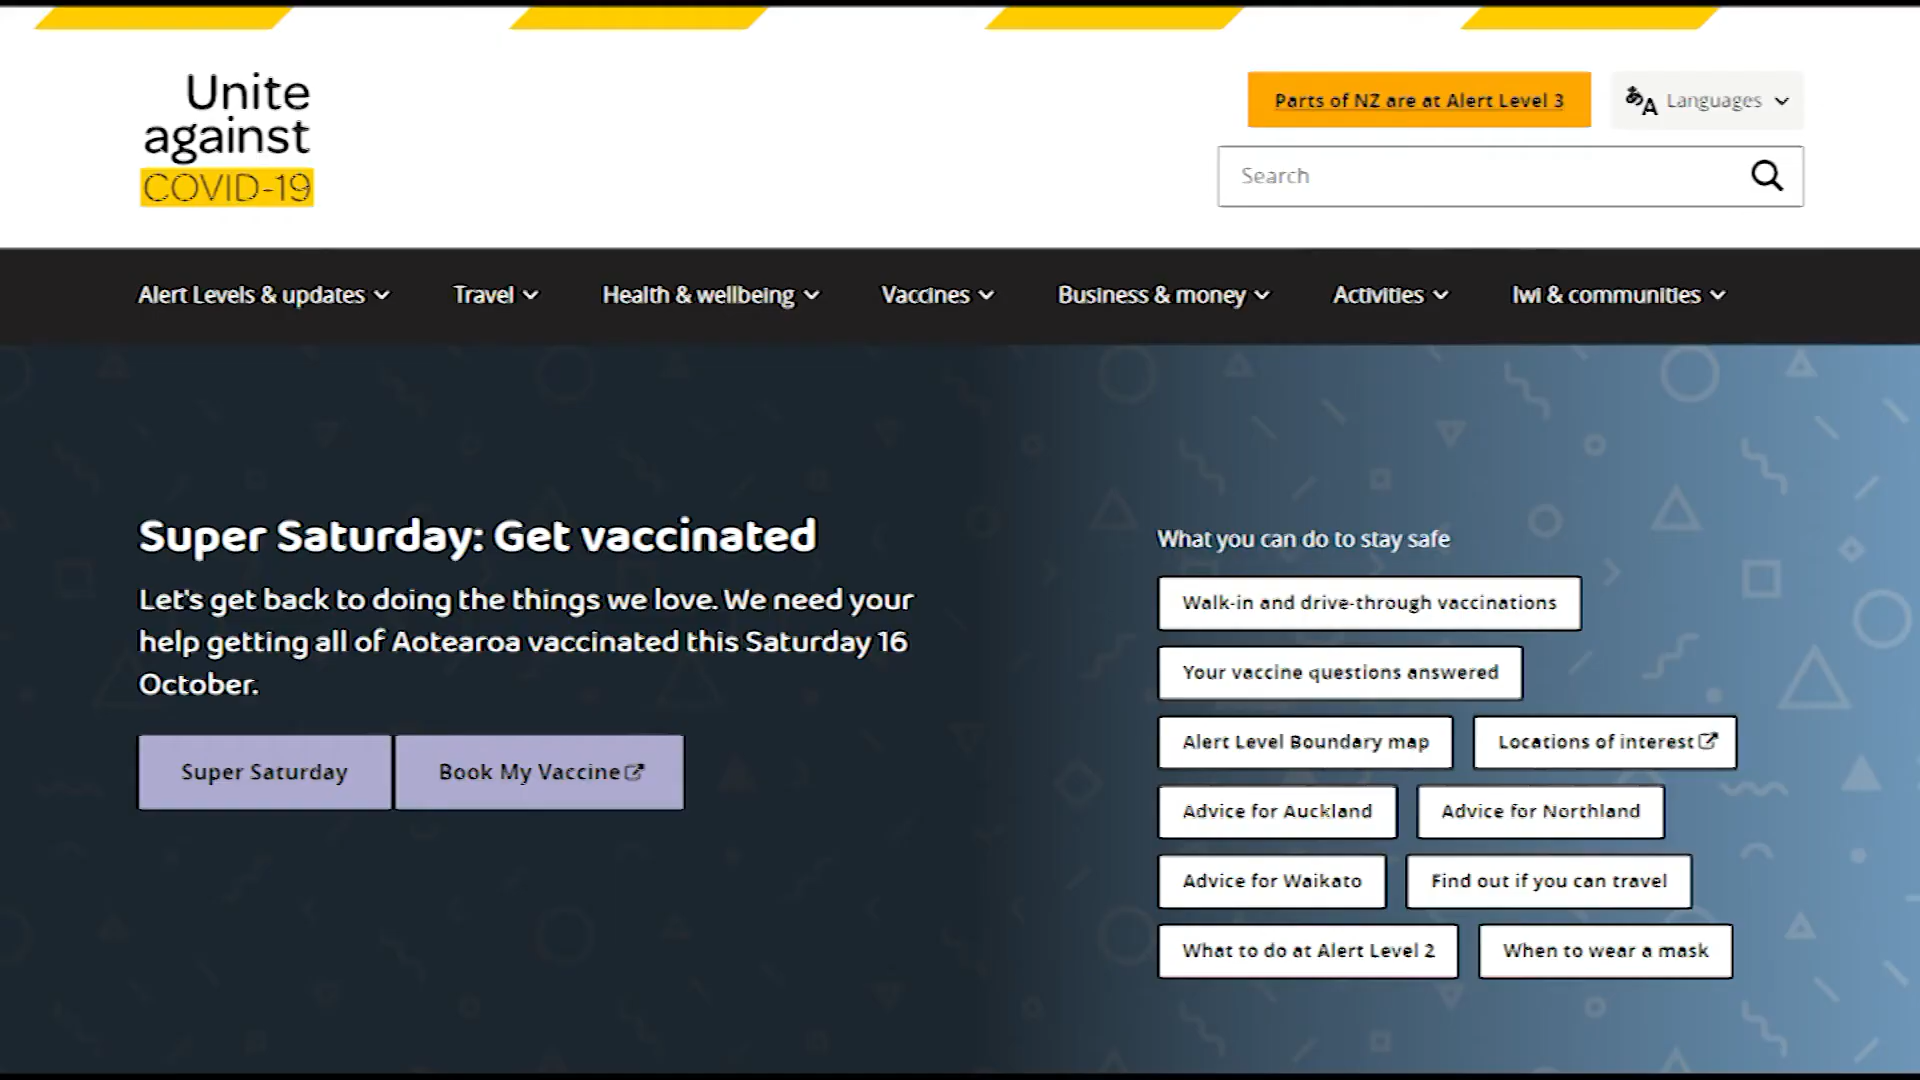 Unite
against
COVID-19
Parts of NZ are at Alert Level 3
Languages
Search
Alert Levels & updates
Travel
Health & wellbeing
Vaccines
Business & money
Activities
Iwi & communities
Super Saturday: Get vaccinated
Let's get back to doing the things we love. We need your
help getting all of Aotearoa vaccinated this Saturday 16
October.
Super Saturday
Book My Vaccine
What you can do to stay safe
Walk-in and drive-through vaccinations
Your vaccine questions answered
Alert Level Boundary map
Locations of interest
Advice for Auckland
Advice for Northland
Advice for Waikato
Find out if you can travel
What to do at Alert Level 2
When to wear a mask